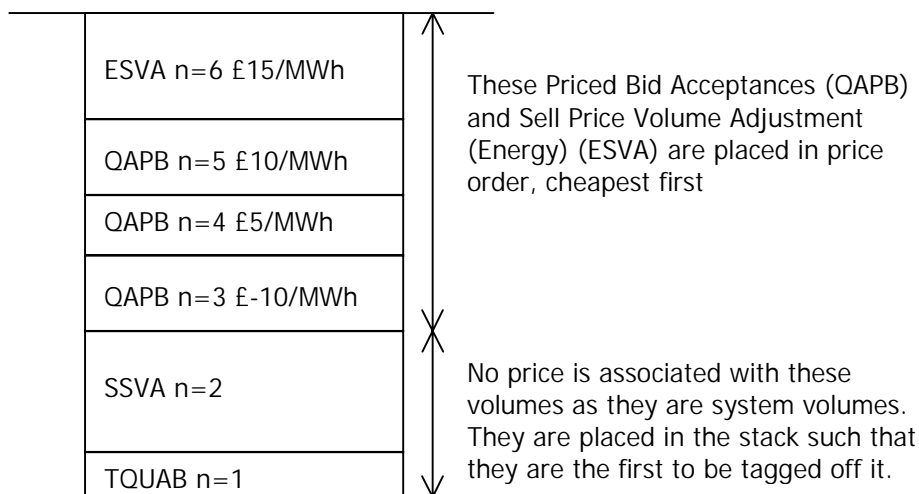 ESVA n=6 £15/MWh
QAPB n=5 £10/MWh
QAPB n=4 £5/MWh
QAPB n=3 £-10/MWh
These Priced Bid Acceptances (QAPB)
and Sell Price Volume Adjustment
(Energy) (ESVA) are placed in price
order, cheapest first
SSVA n=2
TQUAB n=1
No price is associated with these
volumes as they are system volumes.
They are placed in the stack such that
they are the first to be tagged off it.